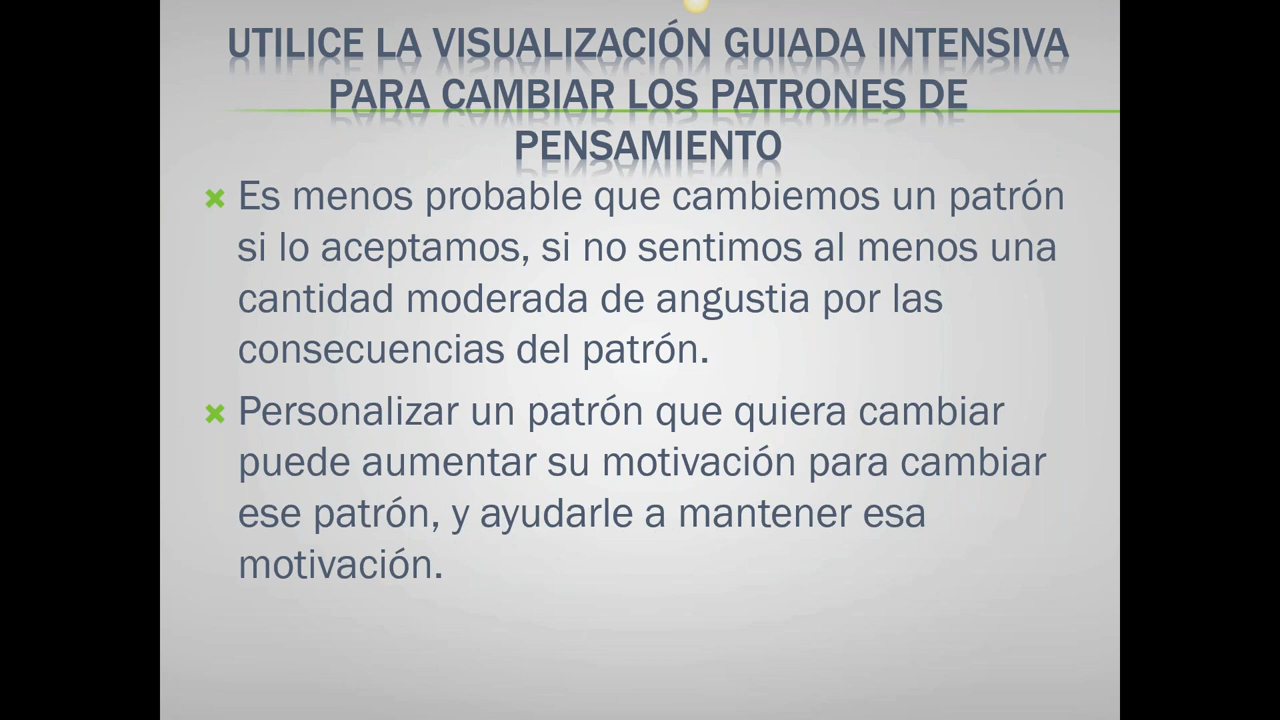 UTILICE LA VISUALIZACIÓN GUIADA INTENSIVA
PARA CAMBIAR LOS PATRONES DE
PENSAMIENTO
Es menos probable que cambiemos un patrón
si lo aceptamos, si no sentimos al menos una
cantidad moderada de angustia por las
consecuencias del patrón.
Personalizar un patrón que quiera cambiar
puede aumentar su motivación para cambiar
ese patrón, y ayudarle a mantener esa
motivación.